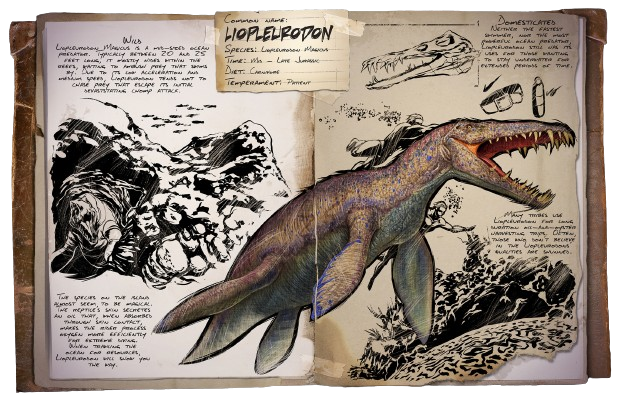 Common name:
Liopleurodon
Species: Liopleurodon Magicus
Time: Mid - Late Jurassic
Diet: Carnivore
Temperament: Patient
Wild
Liopleurodon Magicus is a mid-sized ocean
predator, typically between 20 and 25
feet long. It mostly hides within the
reefs, waiting to ambush prey that swims
by. Due to its low acceleration and
medium speed, Liopleurodon tends not to
chase prey that escape its initial
devastating chomp attack.
The species on the island
almost seem to be magical.
The reptile's skin secretes
an oil that, when absorbed
through skin contact,
makes the rider process
oxygen more efficiently
for extreme diving.
When tracking the
ocean for resources,
Liopleurodon will show you
the way.
Domesticated
Neither the fastest
swimmer, nor the most
powerful ocean predator,
Liopleurodon still has its
uses for those wanting
to stay underwater for
extended periods of time.
Many tribes use
Liopleurodon for long
duration
harvesting trips. Often,
those who don't believe
in the Liopleurodons
qualities are shunned.